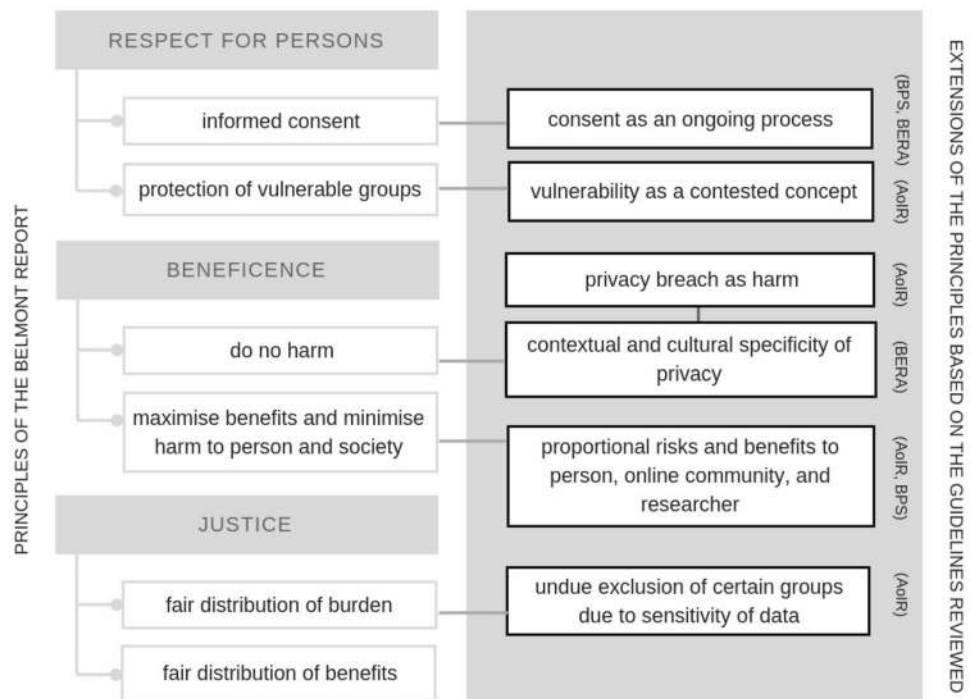 PRINCIPLES OF THE BELMONT REPORT
RESPECT FOR PERSONS
informed consent
protection of vulnerable groups
BENEFICENCE
do no harm
maximise benefits and minimise
harm to person and society
JUSTICE
fair distribution of burden
fair distribution of benefits
consent as an ongoing process
(BPS, BERA)
vulnerability as a contested concept
(AoIR)
privacy breach as harm
(AoIR)
contextual and cultural specificity of
privacy
(BERA)
proportional risks and benefits to
person, online community, and
researcher
(AoIR, BPS)
undue exclusion of certain groups
due to sensitivity of data
(AoIR)
EXTENSIONS OF THE PRINCIPLES BASED ON THE GUIDELINES REVIEWED